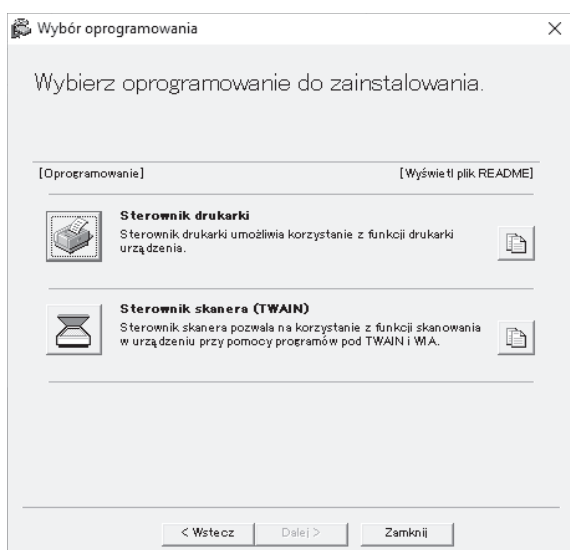 Wybór oprogramowania
Wybierz oprogramowanie do zainstalowania.
[Oprogramowanie] [Wyświetl plik README]
Sterownik drukarki
Sterownik drukarki umożliwia korzystanie z funkcji drukarki
urządzenia.
Sterownik skanera (TWAIN)
Sterownik skanera pozwala na korzystanie z funkcji skanowania
w urządzeniu przy pomocy programów pod TWAIN i WIA.
< Wstecz Dalej > Zamknij